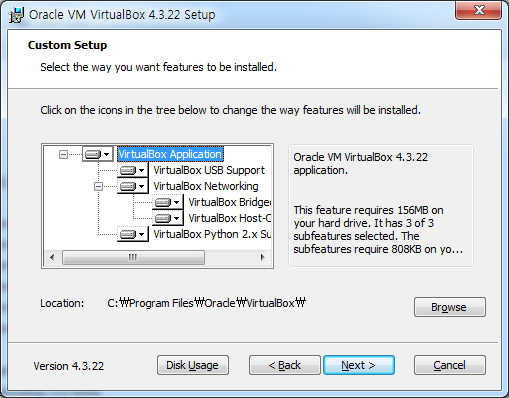 Oracle VM VirtualBox 4.3.22 Setup
Custom Setup
Select the way you want features to be installed.
Click on the icons in the tree below to change the way features will be installed.
VirtualBox Application
VirtualBox USB Support
VirtualBox Networking
VirtualBox Bridge
VirtualBox Host-O
VirtualBox Python 2.x Su
Oracle VM VirtualBox 4.3.22
application.
This feature requires 156MB on
your hard drive. It has 3 of 3
subfeatures selected. The
subfeatures require 808KB on yo...
Location: C:₩Program Files₩Oracle₩VirtualBox₩
Browse
Version 4.3.22
Disk Usage
< Back
Next >
Cancel